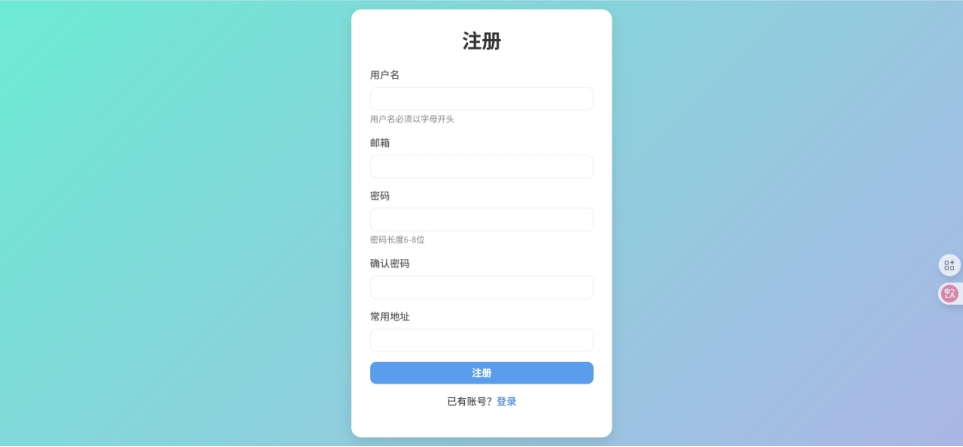 注册
用户名
用户名必须以字母开头
邮箱
密码
密码长度6-8位
确认密码
常用地址
注册
已有账号？登录